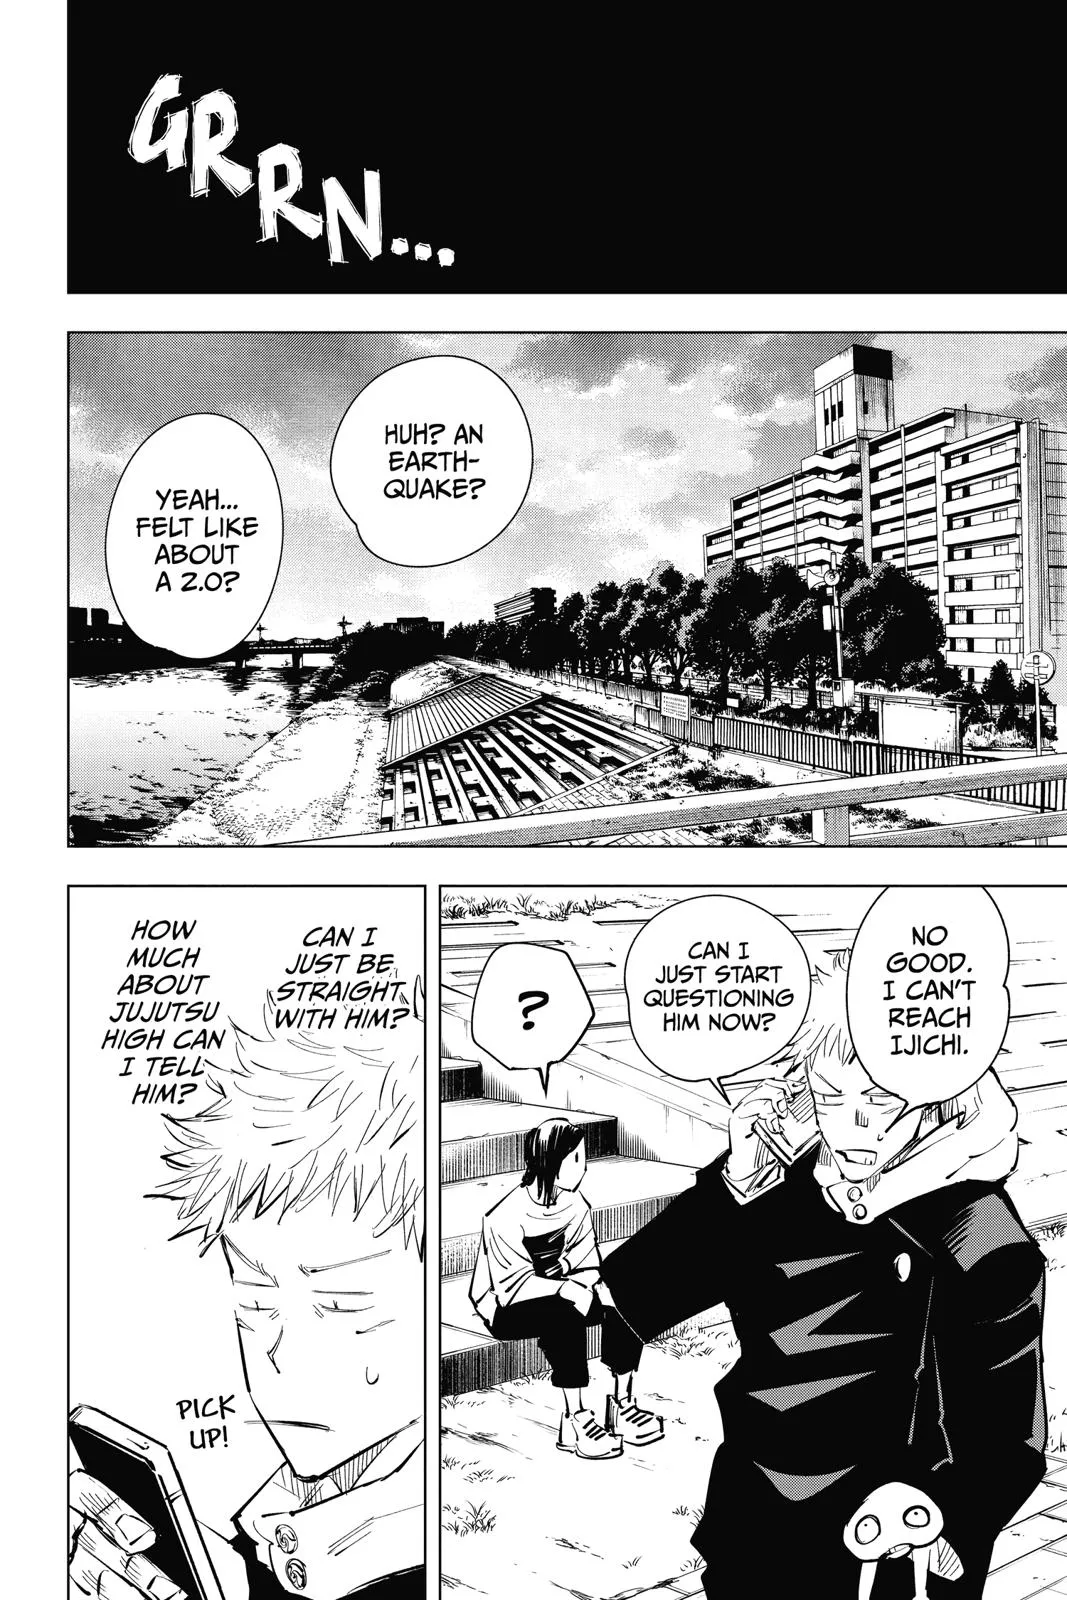 GRRN...
HUH? AN
EARTH-
QUAKE?
YEAH...
FELT LIKE
ABOUT
A 2.0?
NO
GOOD.
I CAN'T
REACH
IJICHI.
CAN I
JUST START
QUESTIONING
HIM NOW?
?
CAN I
JUST BE
STRAIGHT
WITH HIM?
HOW
MUCH
ABOUT
JUJUTSU
HIGH CAN
I TELL
HIM?
PICK
UP!